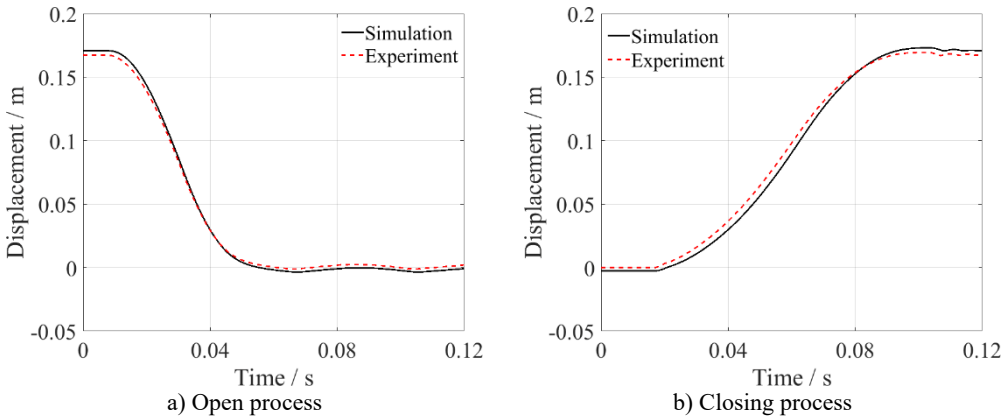 0.2
0.15
0.1
0.05
0
-0.05
Displacement / m
Simulation
Experiment
0
0.04
0.08
0.12
Time / s
a) Open process
0.2
0.15
0.1
0.05
0
-0.05
Displacement / m
Simulation
Experiment
0
0.04
0.08
0.12
Time / s
b) Closing process